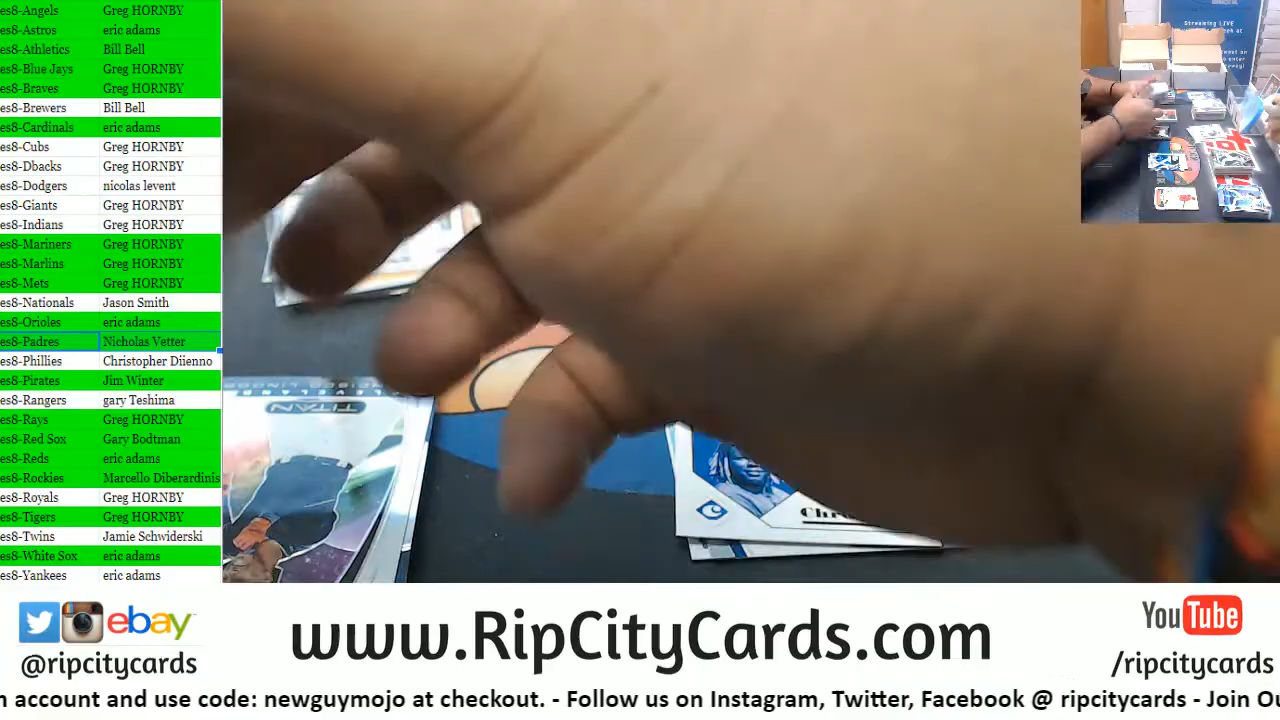 es8-Angels Greg HORNBY
es8-Astros eric adams
es8-Athletics Bill Bell
es8-Blue Jays Greg HORNBY
es8-Braves Greg HORNBY
es8-Brewers Bill Bell
es8-Cardinals eric adams
es8-Cubs Greg HORNBY
es8-Dbacks Greg HORNBY
es8-Dodgers nicolas levent
es8-Giants Greg HORNBY
es8-Indians Greg HORNBY
es8-Mariners Greg HORNBY
es8-Marlins Greg HORNBY
es8-Mets Greg HORNBY
es8-Nationals Jason Smith
es8-Orioles eric adams
es8-Padres Nicholas Vetter
es8-Phillies Christopher Diienno
es8-Pirates Jim Winter
es8-Rangers gary Teshima
es8-Rays Greg HORNBY
es8-Red Sox Gary Bodtman
es8-Reds eric adams
es8-Rockies Marcello Diberardinis
es8-Royals Greg HORNBY
es8-Tigers Greg HORNBY
es8-Twins Jamie Schwiderski
es8-White Sox eric adams
es8-Yankees eric adams
Streaming LIVE
TITAN
Chr
ebay
@ripcitycards
www.RipCityCards.com
YouTube
/ripcitycards
n account and use code: newguymojo at checkout. - Follow us on Instagram, Twitter, Facebook @ ripcitycards - Join Ou